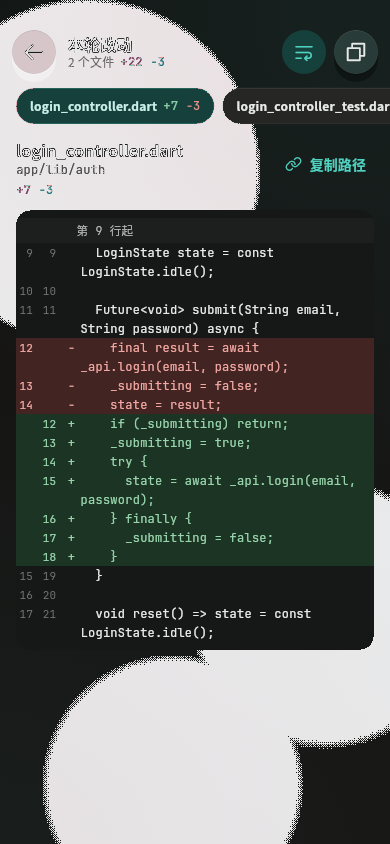 本轮改动
2 个文件 +22 -3
login_controller.dart +7 -3
login_controller_test.dar
login_controller.dart
app/lib/auth
+7 -3
复制路径
第 9 行起
9 9 LoginState state = const
LoginState.idle();
10 10
11 11 Future<void> submit(String email,
String password) async {
12 - final result = await
_api.login(email, password);
13 - _submitting = false;
14 - state = result;
12 + if (_submitting) return;
13 + _submitting = true;
14 + try {
15 + state = await _api.login(email,
password);
16 + } finally {
17 + _submitting = false;
18 + }
15 19 }
16 20
17 21 void reset() => state = const
LoginState.idle();